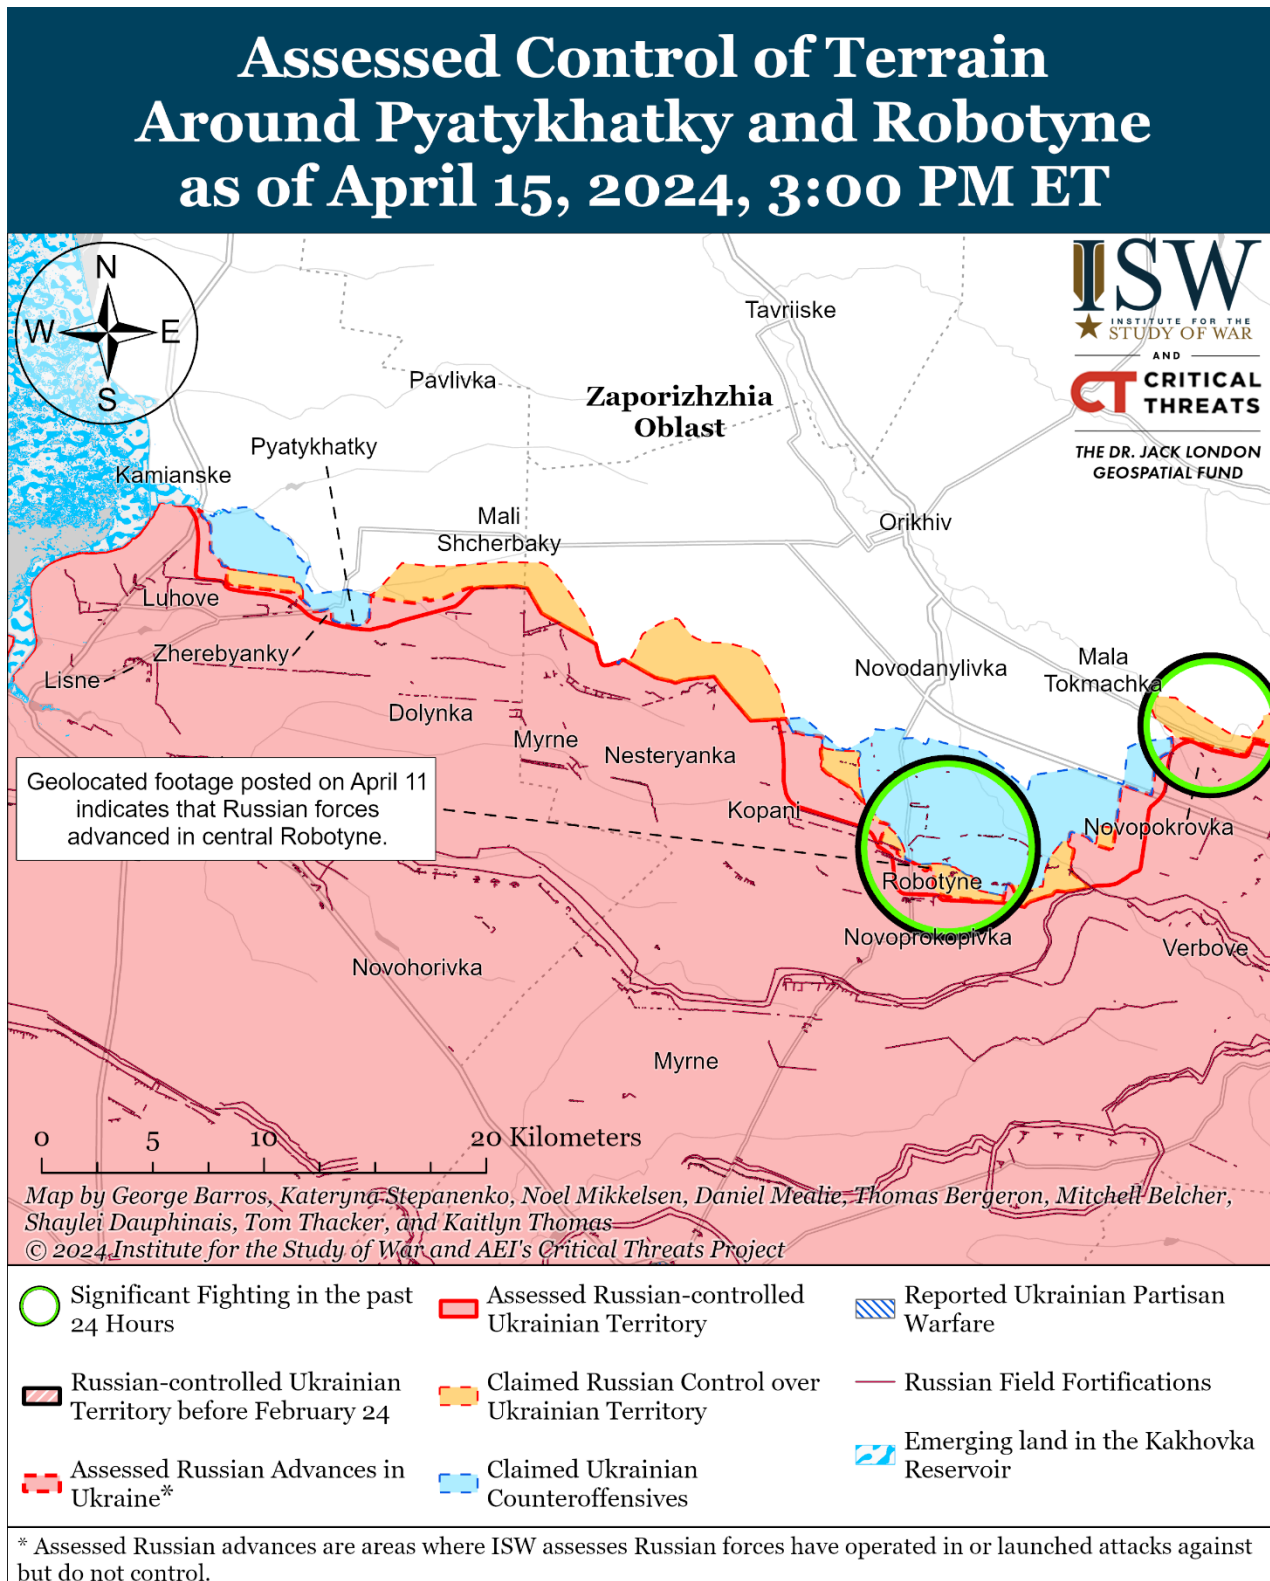 Assessed Control of Terrain
Around Pyatykhatky and Robotyne
as of April 15, 2024, 3:00 PM ET
N
W
E
S
ISW
INSTITUTE FOR THE
STUDY OF WAR
AND
CT CRITICAL
THREATS
THE DR. JACK LONDON
GEOSPATIAL FUND
Tavriiske
Pavlivka
Zaporizhzhia
Oblast
Pyatykhatky
Kamianske
Mali
Shcherbaky
Orikhiv
Luhove
Zherebyanky
Lisne
Novodanylivka
Mala
Tokmachka
Dolynka
Myrne
Nesteryanka
Geolocated footage posted on April 11
indicates that Russian forces
advanced in central Robotyne.
Kopani
Novopokrovka
Robotyne
Novoprokopivka
Verbove
Novohorivka
Myrne
0 5 10 20 Kilometers
Map by George Barros, Kateryna Stepanenko, Noel Mikkelsen, Daniel Mealie, Thomas Bergeron, Mitchell Belcher,
Shaylei Dauphinais, Tom Thacker, and Kaitlyn Thomas
© 2024 Institute for the Study of War and AEI's Critical Threats Project
Significant Fighting in the past
24 Hours
Russian-controlled Ukrainian
Territory before February 24
Assessed Russian Advances in
Ukraine*
Assessed Russian-controlled
Ukrainian Territory
Claimed Russian Control over
Ukrainian Territory
Claimed Ukrainian
Counteroffensives
Reported Ukrainian Partisan
Warfare
Russian Field Fortifications
Emerging land in the Kakhovka
Reservoir
* Assessed Russian advances are areas where ISW assesses Russian forces have operated in or launched attacks against
but do not control.